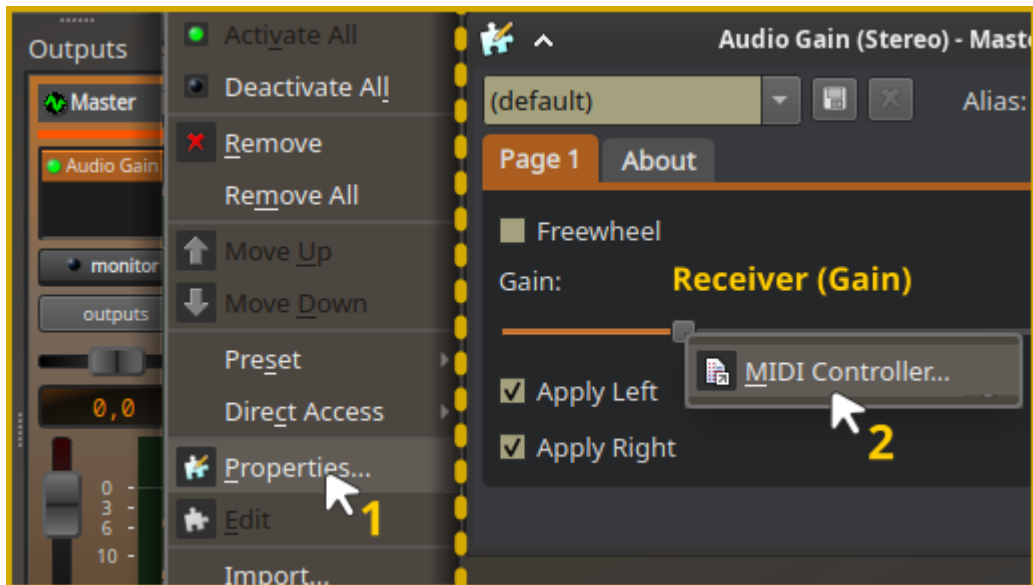 Outputs
Master
Audio Gain
monitor
outputs
0,0
0
3
6
10
Activate All
Deactivate All
Remove
Remove All
Move Up
Move Down
Preset
Direct Access
Properties...
1
Edit
Import...
Audio Gain (Stereo) - Mast
(default)
Alias:
Page 1
About
Freewheel
Gain:
Receiver (Gain)
MIDI Controller...
Apply Left
2
Apply Right